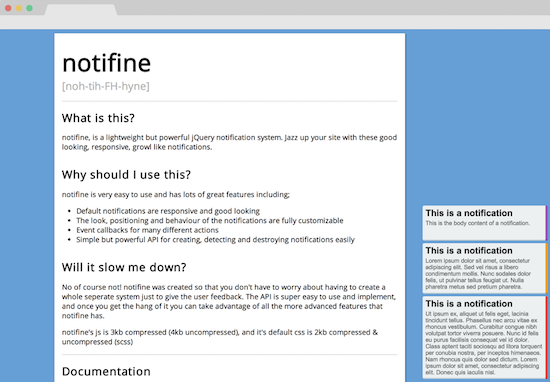 notifine
[noh-tih-FH-hyne]
What is this?
notifine, is a lightweight but powerful jQuery notification system. Jazz up your site with these good
looking, responsive, growl like notifications.
Why should I use this?
notifine is very easy to use and has lots of great features including;
Default notifications are responsive and good looking
The look, positioning and behaviour of the notifications are fully customizable
Event callbacks for many different actions
Simple but powerful API for creating, detecting and destroying notifications easily
Will it slow me down?
No of course not! notifine was created so that you don't have to worry about having to create a
whole seperate system just to give the user feedback. The API is super easy to use and implement,
and once you get the hang of it you can take advantage of all the more advanced features that
notifine has.
notifine's js is 3kb compressed (4kb uncompressed), and it's default css is 2kb compressed &
uncompressed (scss)
Documentation
This is a notification
This is the body content of a notification.
This is a notification
Lorem ipsum dolor sit amet, consectetur
adipiscing elit. Sed vel risus a libero
condimentum mollis. Nunc sodales dolor
felis, ut pulvinar tellus feugiat ut. Nulla
pharetra metus sed pretium pharetra.
This is a notification
Ut ipsum ex, aliquet ut felis eget, lacinia
tincidunt tellus. Phasellus nec arcu vitae ex
rhoncus vestibulum. Curabitur congue nibh
volutpat tortor viverra posuere. Nunc id felis
eu purus facilisis consequat vel id dolor.
Class aptent taciti sociosqu ad litora torquent
per conubia nostra, per inceptos himenaeos.
Nam rhoncus quis dolor sed dictum. Lorem
ipsum dolor sit amet, consectetur adipiscing
elit. Donec quis iaculis nisl.